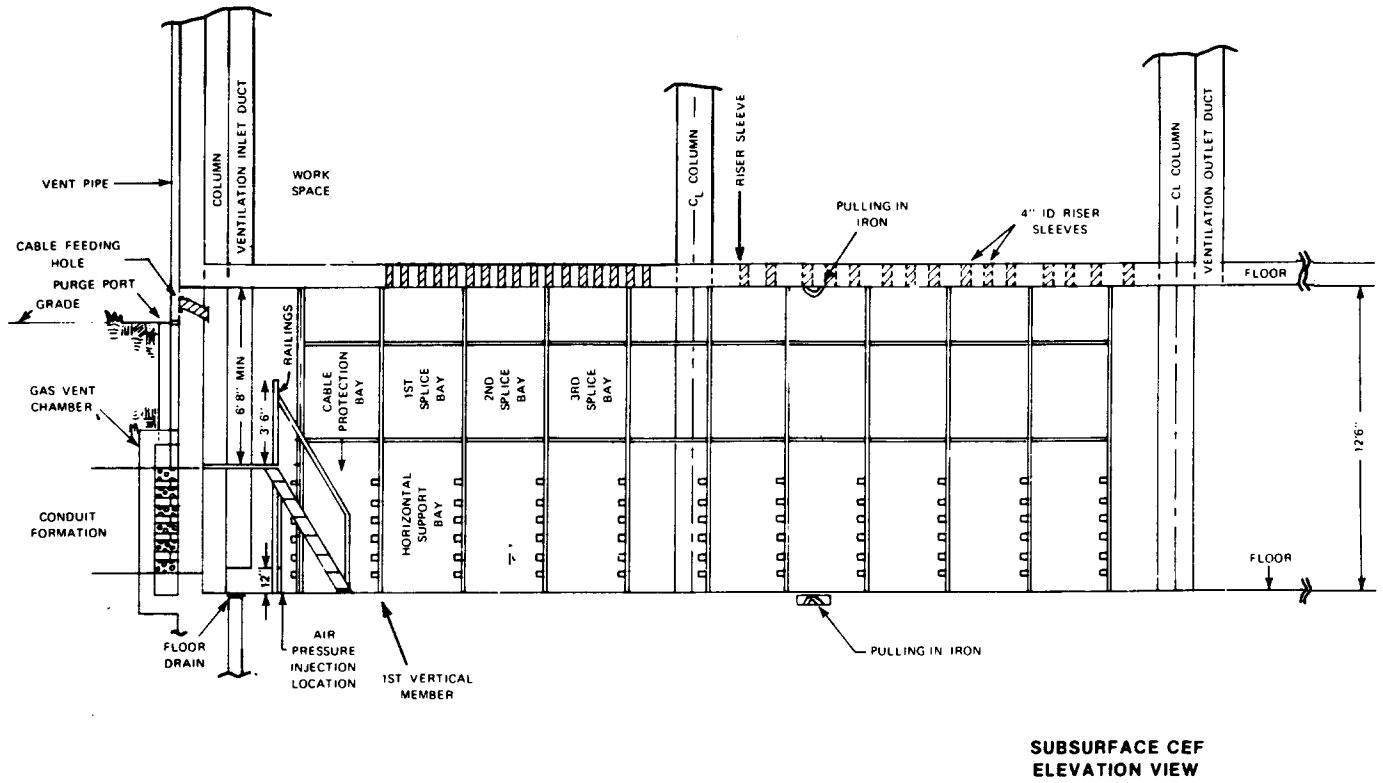 VENT PIPE
COLUMN
VENTILATION INLET DUCT
WORK
SPACE
C_L COLUMN
RISER SLEEVE
PULLING IN
IRON
4" ID RISER
SLEEVES
CL COLUMN
VENTILATION OUTLET DUCT
FLOOR
CABLE FEEDING
HOLE
PURGE PORT
GRADE
RAILINGS
6' 8" MIN
3' 6"
CABLE
PROTECTION
BAY
1ST
SPLICE
BAY
2ND
SPLICE
BAY
3RD
SPLICE
BAY
12'6"
GAS VENT
CHAMBER
CONDUIT
FORMATION
HORIZONTAL
SUPPORT
BAY
12"
FLOOR
FLOOR
DRAIN
AIR
PRESSURE
INJECTION
LOCATION
1ST VERTICAL
MEMBER
PULLING IN IRON
SUBSURFACE CEF
ELEVATION VIEW